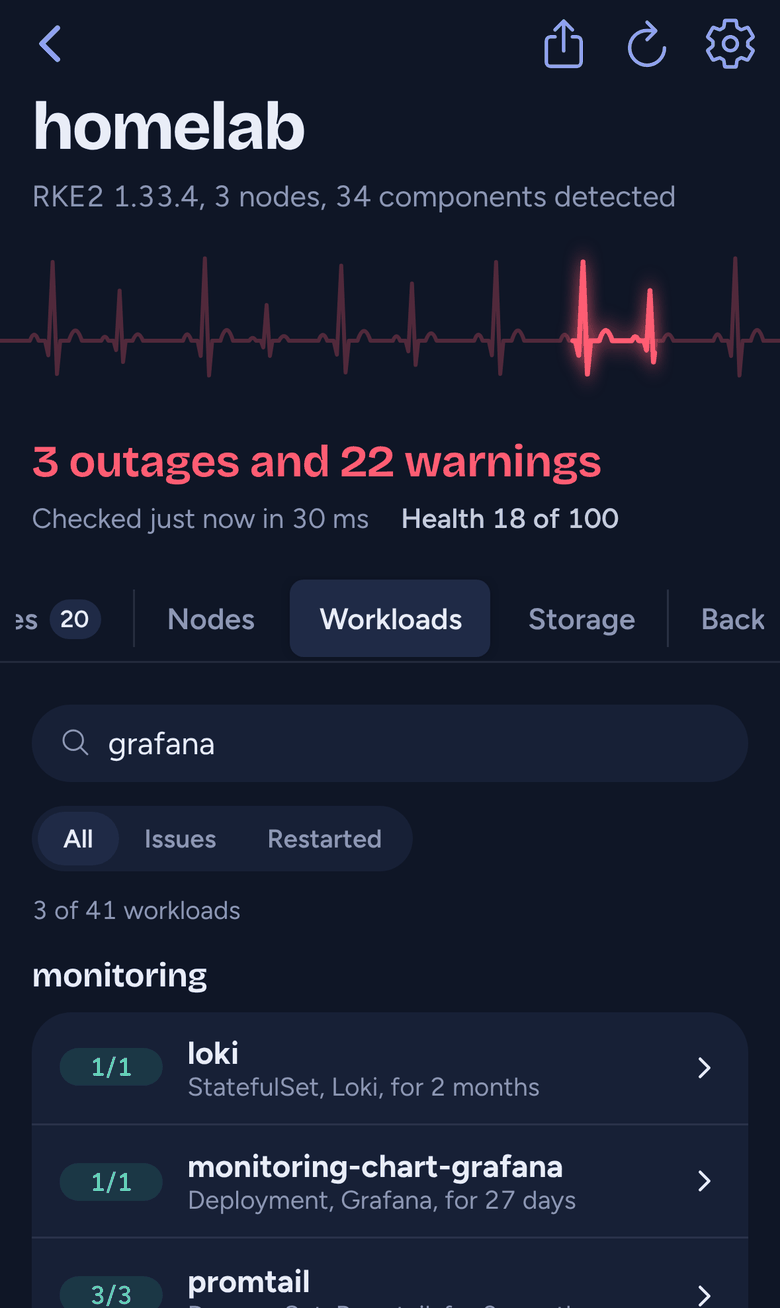 homelab
RKE2 1.33.4, 3 nodes, 34 components detected
3 outages and 22 warnings
Checked just now in 30 ms Health 18 of 100
es 20 Nodes Workloads Storage Back
grafana
All Issues Restarted
3 of 41 workloads
monitoring
1/1 loki
StatefulSet, Loki, for 2 months
1/1 monitoring-chart-grafana
Deployment, Grafana, for 27 days
3/3 promtail